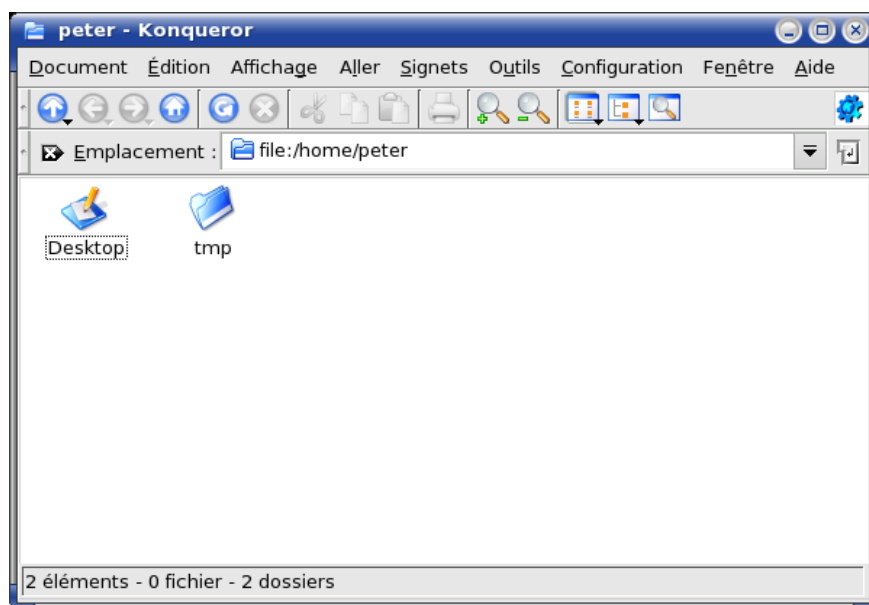 peter - Konqueror
Document Édition Affichage Aller Signets Outils Configuration Fenêtre Aide
Emplacement : file:/home/peter
Desktop tmp
2 éléments - 0 fichier - 2 dossiers